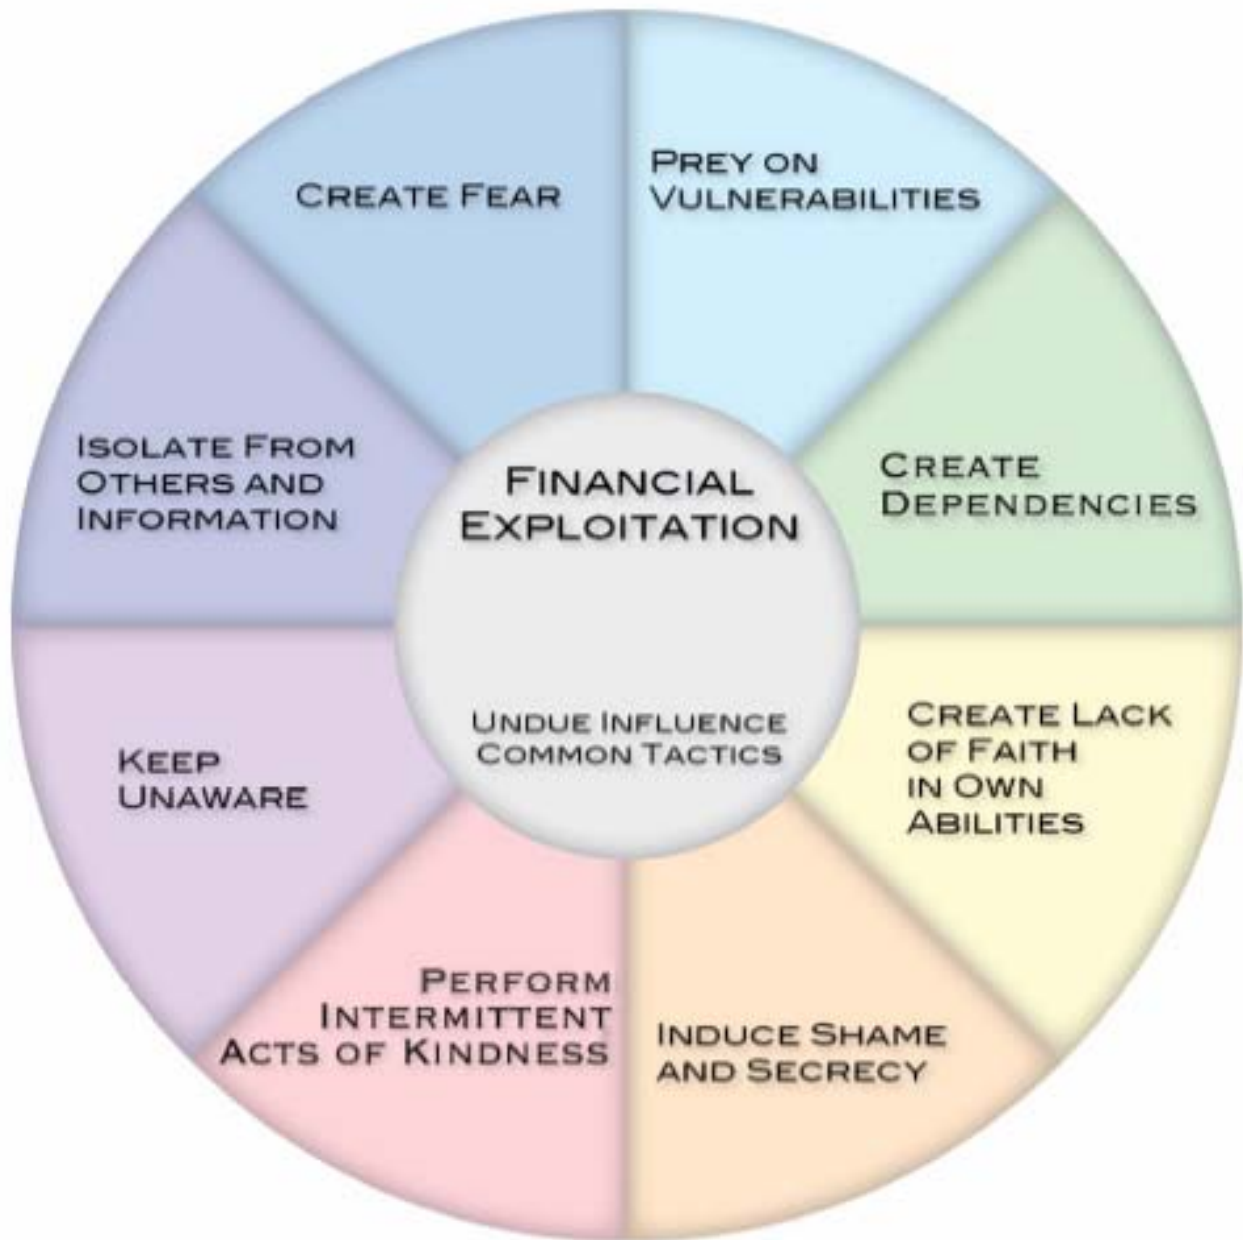 FINANCIAL
EXPLOITATION
UNDUE INFLUENCE
COMMON TACTICS
PREY ON
VULNERABILITIES
CREATE
DEPENDENCIES
CREATE LACK
OF FAITH
IN OWN
ABILITIES
INDUCE SHAME
AND SECRECY
PERFORM
INTERMITTENT
ACTS OF KINDNESS
KEEP
UNAWARE
ISOLATE FROM
OTHERS AND
INFORMATION
CREATE FEAR